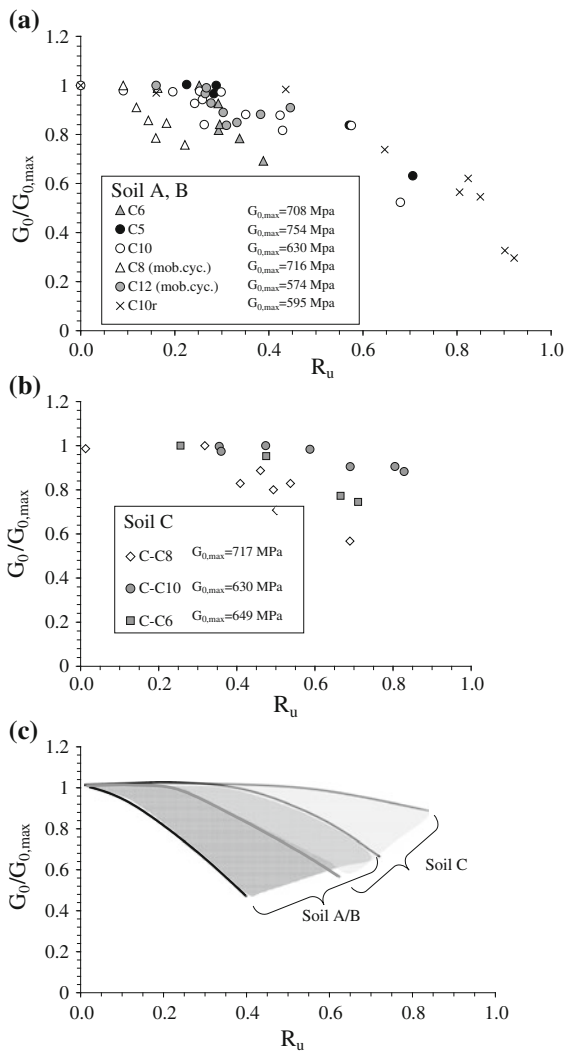 (a)
1.2
1
0.8
0.6
0.4
0.2
0
G0/G0,max
Soil A, B
C6 G0,max=708 Mpa
C5 G0,max=754 Mpa
C10 G0,max=630 Mpa
C8 (mob.cyc.) G0,max=716 Mpa
C12 (mob.cyc.) G0,max=574 Mpa
C10r G0,max=595 Mpa
0.0 0.2 0.4 0.6 0.8 1.0
Ru
(b)
1.2
1
0.8
0.6
0.4
0.2
0
G0/G0,max
Soil C
C-C8 G0,max=717 MPa
C-C10 G0,max=630 MPa
C-C6 G0,max=649 MPa
0.0 0.2 0.4 0.6 0.8 1.0
Ru
(c)
1.2
1
0.8
0.6
0.4
0.2
0
G0/G0,max
Soil C
Soil A/B
0.0 0.2 0.4 0.6 0.8 1.0
Ru